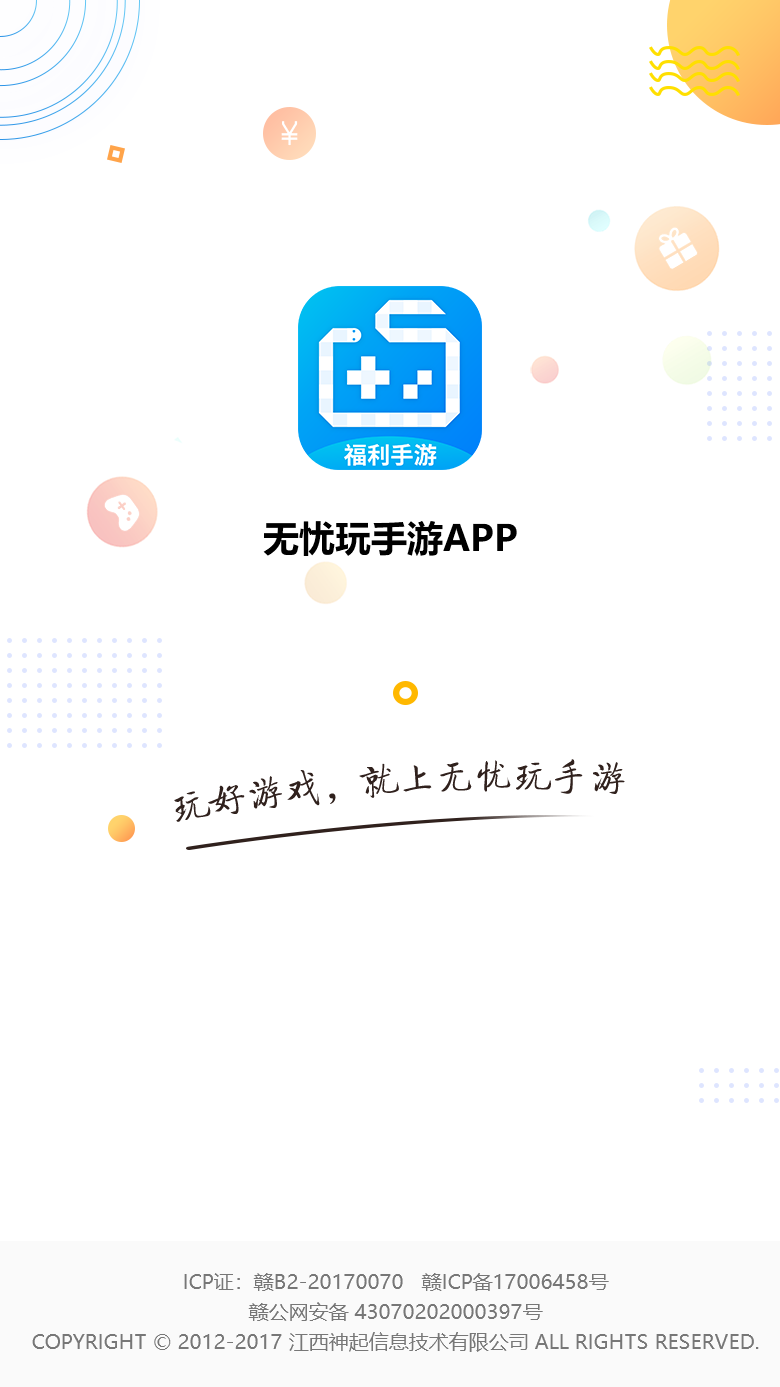 ¥
福利手游
无忧玩手游APP
玩好游戏，就上无忧玩手游
ICP证：赣B2-20170070 赣ICP备17006458号
赣公网安备 43070202000397号
COPYRIGHT © 2012-2017 江西神起信息技术有限公司 ALL RIGHTS RESERVED.